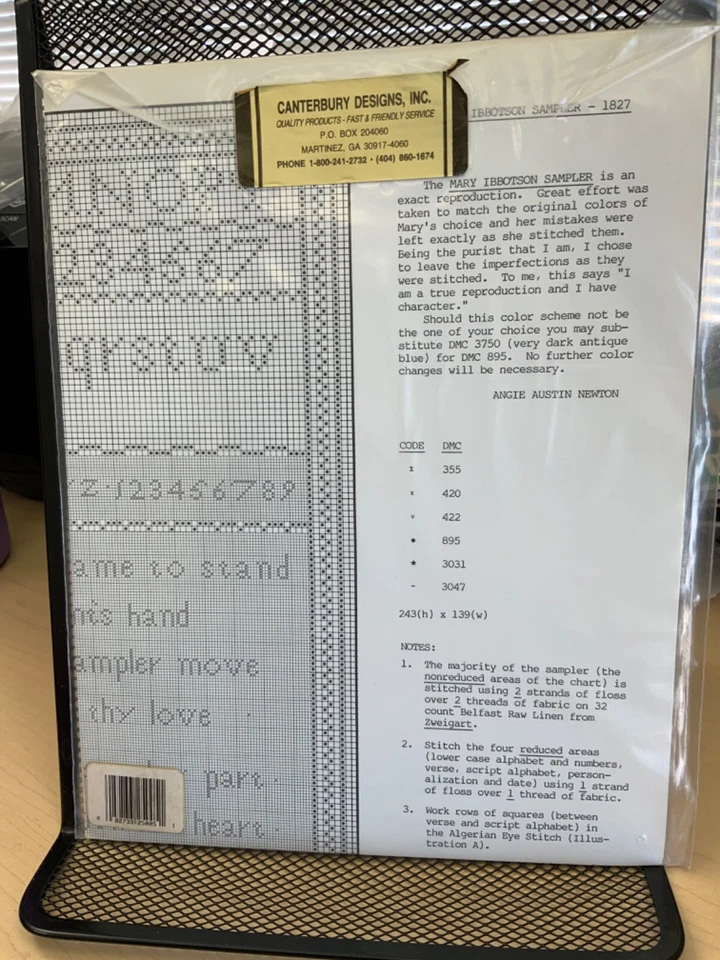 CANTERBURY DESIGNS, INC.
QUALITY PRODUCTS - FAST & FRIENDLY SERVICE
P.O. BOX 204060
MARTINEZ, GA 30917-4060
PHONE 1-800-241-2732 • (404) 860-1674
IBBOTSON SAMPLER - 1827
The MARY IBBOTSON SAMPLER is an
exact reproduction. Great effort was
taken to match the original colors of
Mary's choice and her mistakes were
left exactly as she stitched them.
Being the purist that I am, I chose
to leave the imperfections as they
were stitched. To me, this says "I
am a true reproduction and I have
character."
Should this color scheme not be
the one of your choice you may sub-
stitute DMC 3750 (very dark antique
blue) for DMC 895. No further color
changes will be necessary.
ANGIE AUSTIN NEWTON
CODE DMC
355
x 420
v 422
• 895
★ 3031
- 3047
243(h) x 139(w)
NOTES:
1. The majority of the sampler (the
nonreduced areas of the chart) is
stitched using 2 strands of floss
over 2 threads of fabric on 32
count Belfast Raw Linen from
Zweigart.
2. Stitch the four reduced areas
(lower case alphabet and numbers,
verse, script alphabet, person-
alization and date) using 1 strand
of floss over 1 thread of fabric.
3. Work rows of squares (between
verse and script alphabet) in
the Algerian Eye Stitch (Illus-
tration A).
qrstuv
z 123456789
ame to stand
hand
ampler move
thy love
part
heart